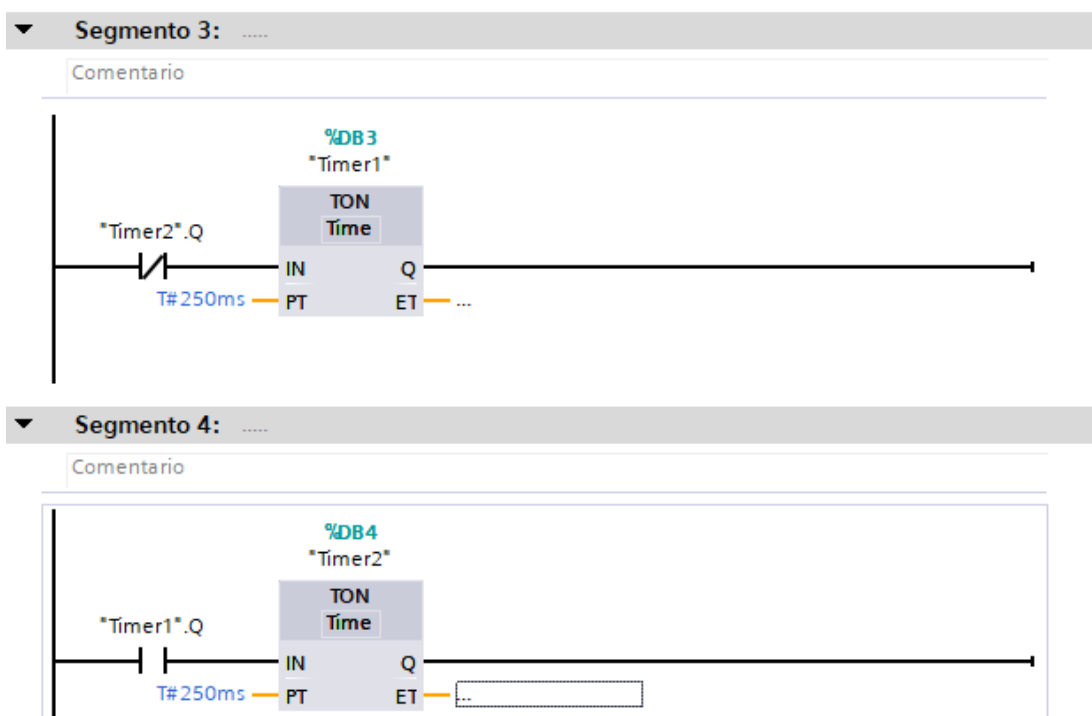 Segmento 3: .....
Comentario
%DB3
"Timer1"
TON
Time
"Timer2".Q
IN Q
T#250ms PT ET ...
Segmento 4: .....
Comentario
%DB4
"Timer2"
TON
Time
"Timer1".Q
IN Q
T#250ms PT ET ...